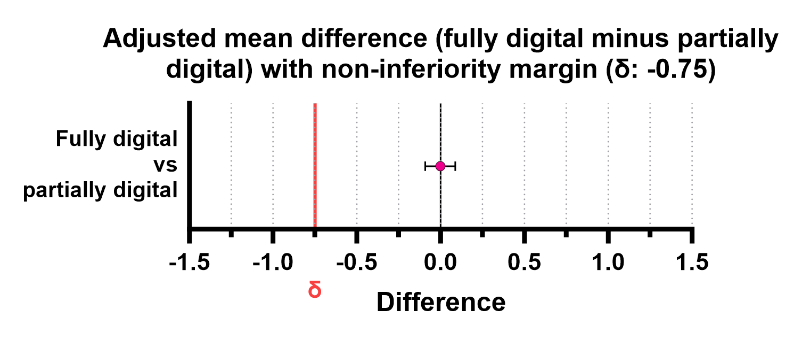 Adjusted mean difference (fully digital minus partially
digital) with non-inferiority margin (δ: -0.75)
Fully digital
vs
partially digital
-1.5 -1.0 -0.5 0.0 0.5 1.0 1.5
δ
Difference